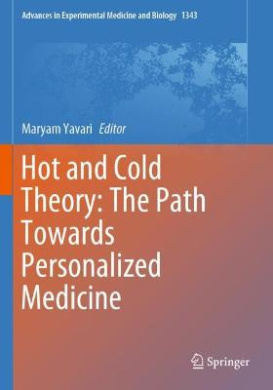 Advances in Experimental Medicine and Biology 1343
Maryam Yavari Editor
Hot and Cold
Theory: The Path
Towards
Personalized
Medicine
Springer